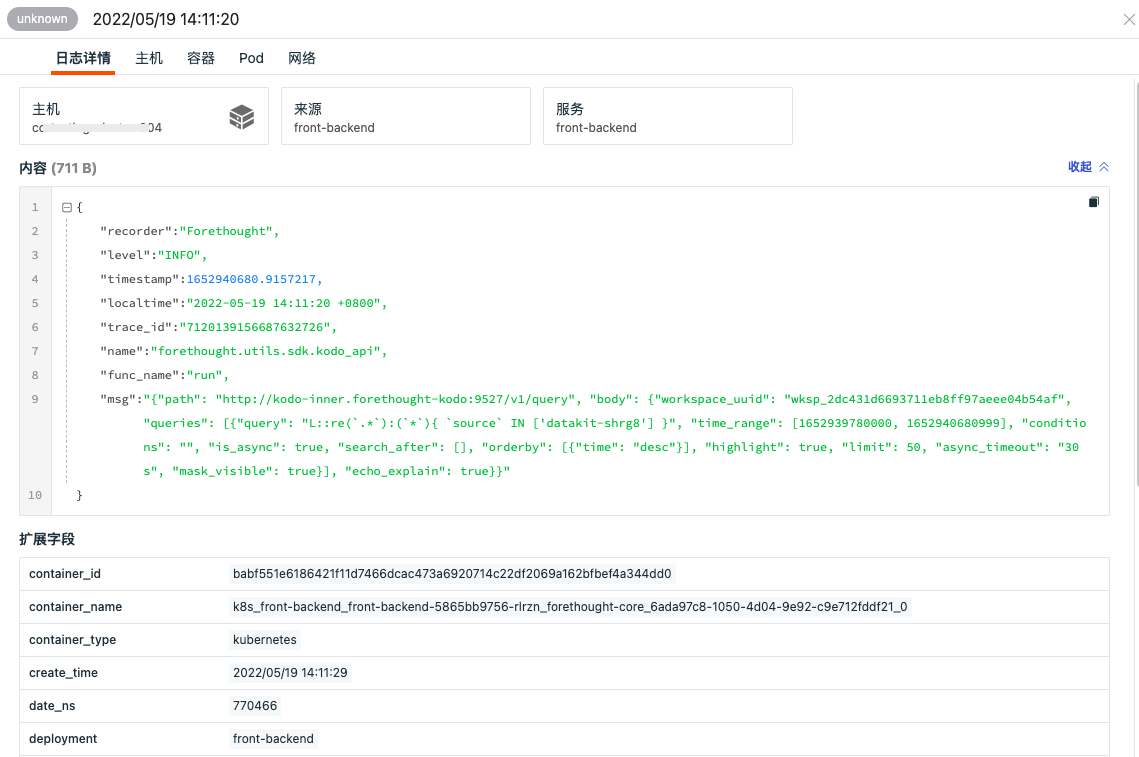 unknown 2022/05/19 14:11:20
日志详情 主机 容器 Pod 网络
主机
来源
front-backend
服务
front-backend
内容 (711 B) 收起
1 {
2 "recorder":"Forethought",
3 "level":"INFO",
4 "timestamp":1652940680.9157217,
5 "localtime":"2022-05-19 14:11:20 +0800",
6 "trace_id":"7120139156687632726",
7 "name":"forethought.utils.sdk.kodo_api",
8 "func_name":"run",
9 "msg":"{"path": "http://kodo-inner.forethought-kodo:9527/v1/query", "body": {"workspace_uuid": "wksp_2dc431d6693711eb8ff97aeee04b54af",
"queries": [{"query": "L::re(`.*`):(`*`){ `source` IN ['datakit-shrg8'] }", "time_range": [1652939780000, 1652940680999], "conditio
ns": "", "is_async": true, "search_after": [], "orderby": [{"time": "desc"}], "highlight": true, "limit": 50, "async_timeout": "30
s", "mask_visible": true}], "echo_explain": true}}"
10 }
扩展字段
container_id babf551e6186421f11d7466dcac473a6920714c22df2069a162bfbef4a344dd0
container_name k8s_front-backend_front-backend-5865bb9756-rlrzn_forethought-core_6ada97c8-1050-4d04-9e92-c9e712fddf21_0
container_type kubernetes
create_time 2022/05/19 14:11:29
date_ns 770466
deployment front-backend